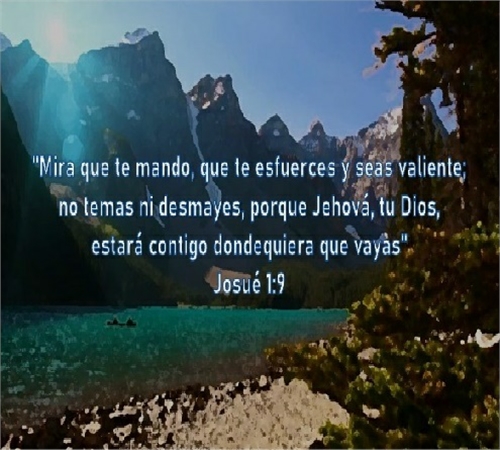 "Mira que te mando, que te esfuerces y seas valiente;
no temas ni desmayes, porque Jehová, tu Dios,
estará contigo dondequiera que vayas"
Josué 1:9